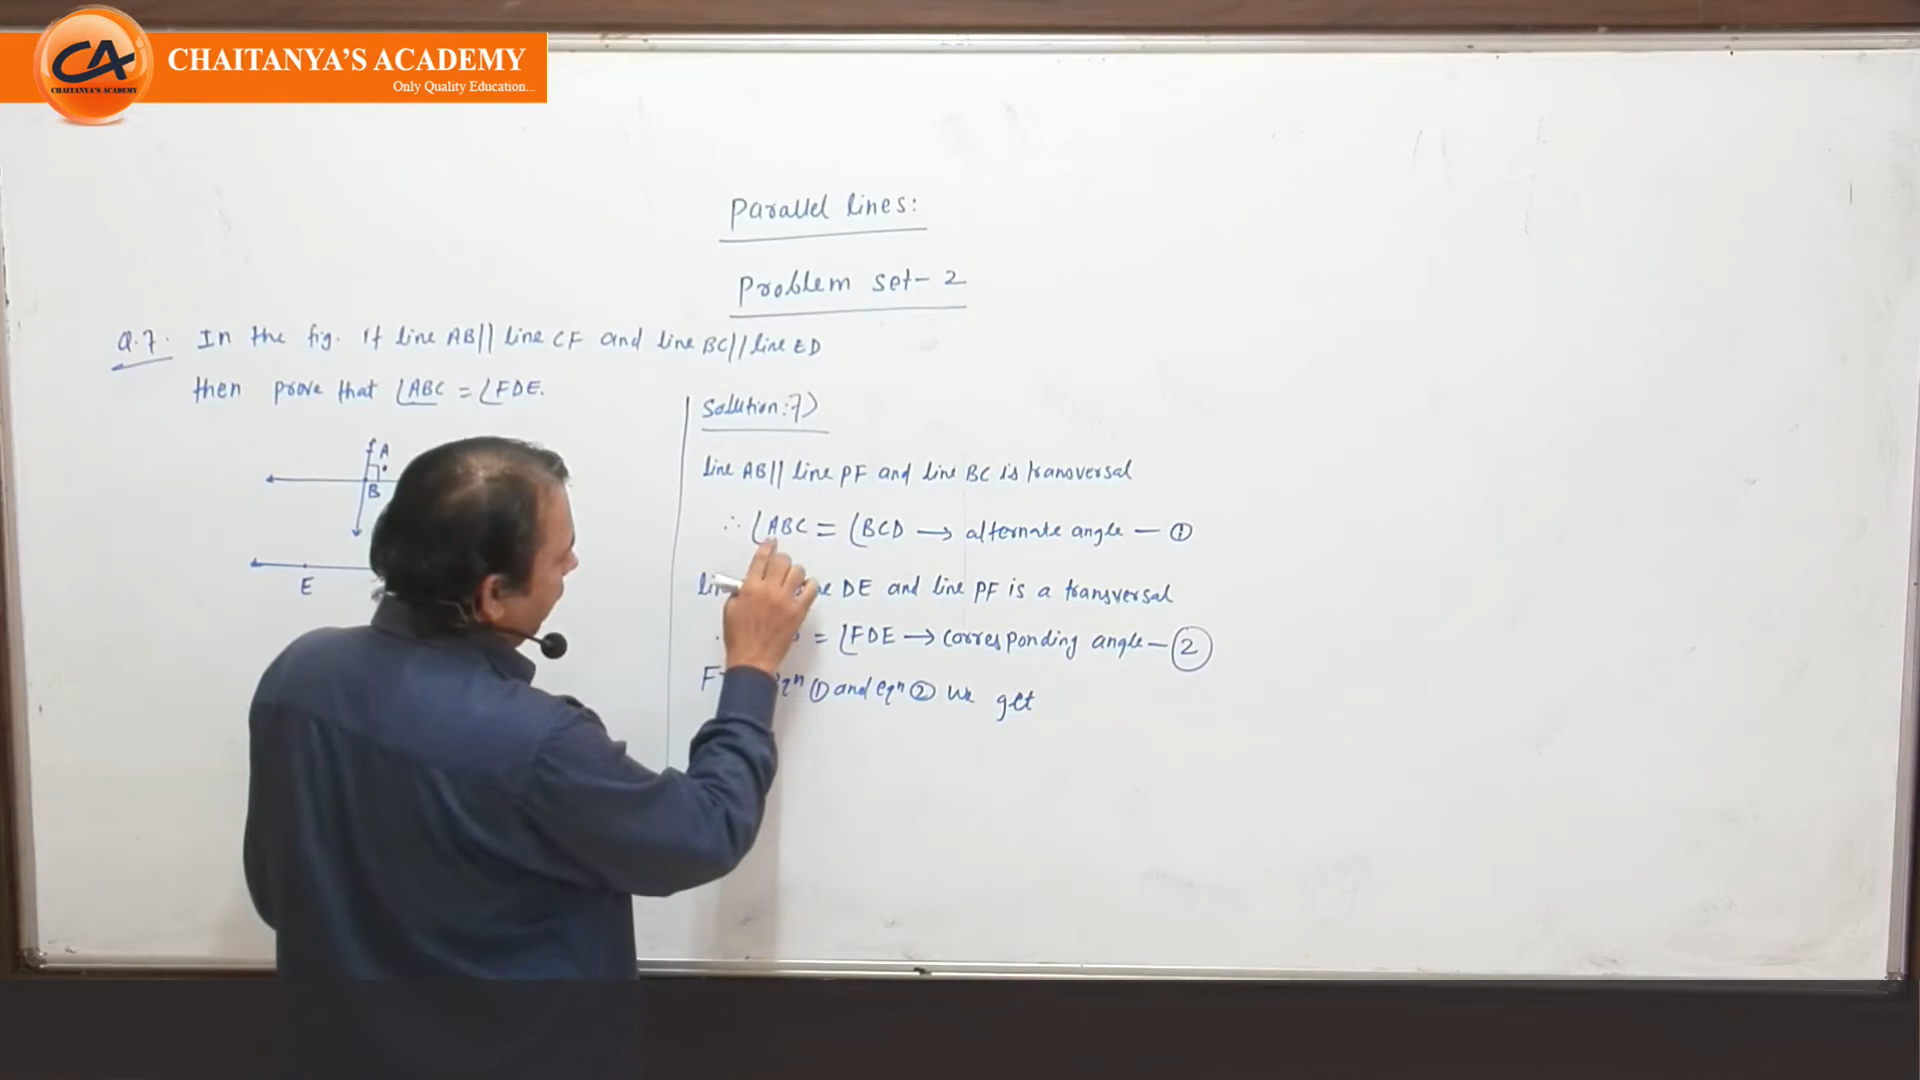 CHAITANYA'S ACADEMY
Only Quality Education...
CA
CHAITANYA'S ACADEMY
Parallel lines:
Problem set-2
Q.7. In the fig. If line AB || line CF and line BC // line ED
then prove that ∠ABC = ∠FDE.
Solution:7)
A
B
E
line AB || line PF and line BC is transversal
∴ ∠ABC = ∠BCD → alternate angle — ①
DE and line PF is a transversal
= ∠FDE → corresponding angle — ②
eqⁿ ① and eqⁿ ② we get